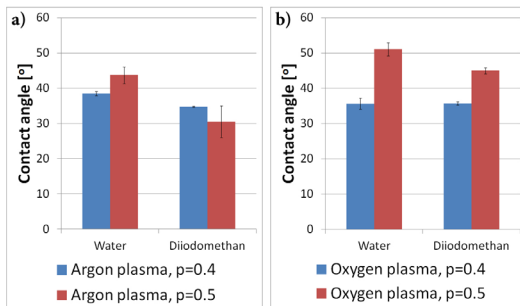 a)
Contact angle [º]
60
50
40
30
20
10
0
Water
Diiodomethan
Argon plasma, p=0.4
Argon plasma, p=0.5
b)
Contact angle [º]
60
50
40
30
20
10
0
Water
Diiodomethan
Oxygen plasma, p=0.4
Oxygen plasma, p=0.5